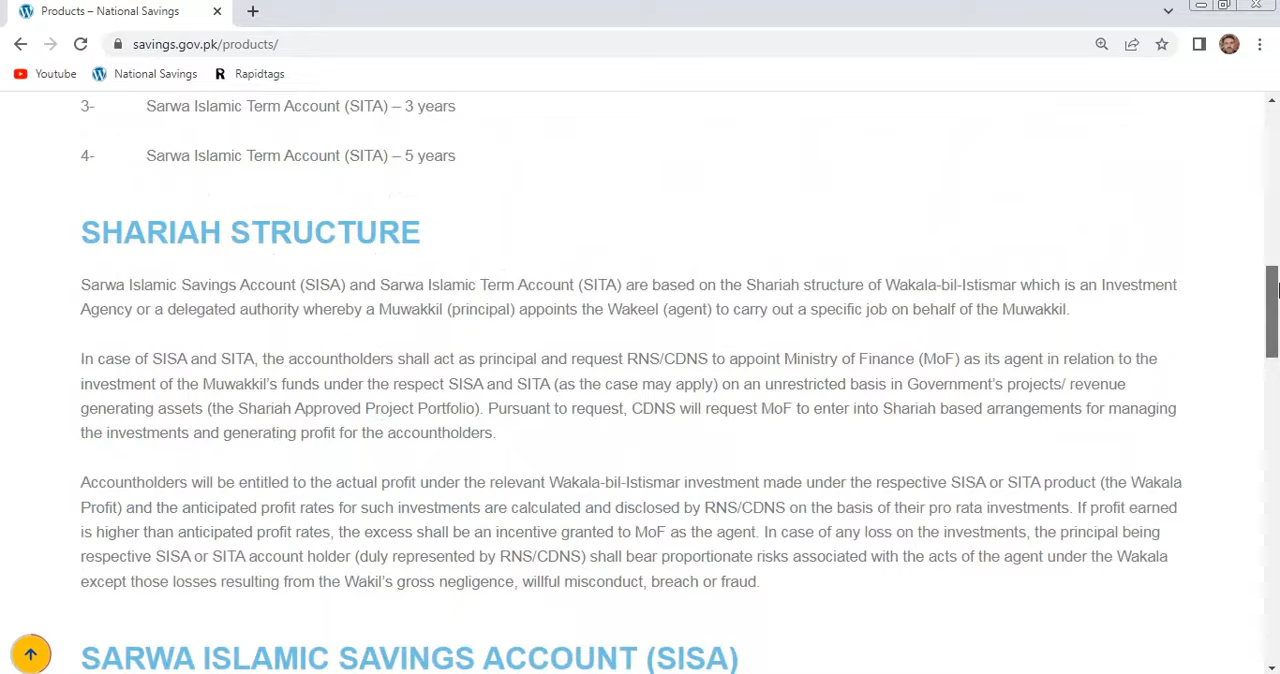 Products – National Savings
savings.gov.pk/products/
Youtube National Savings R Rapidtags
3- Sarwa Islamic Term Account (SITA) – 3 years
4- Sarwa Islamic Term Account (SITA) – 5 years
SHARIAH STRUCTURE
Sarwa Islamic Savings Account (SISA) and Sarwa Islamic Term Account (SITA) are based on the Shariah structure of Wakala-bil-Istismar which is an Investment
Agency or a delegated authority whereby a Muwakkil (principal) appoints the Wakeel (agent) to carry out a specific job on behalf of the Muwakkil.
In case of SISA and SITA, the accountholders shall act as principal and request RNS/CDNS to appoint Ministry of Finance (MoF) as its agent in relation to the
investment of the Muwakkil's funds under the respect SISA and SITA (as the case may apply) on an unrestricted basis in Government's projects/ revenue
generating assets (the Shariah Approved Project Portfolio). Pursuant to request, CDNS will request MoF to enter into Shariah based arrangements for managing
the investments and generating profit for the accountholders.
Accountholders will be entitled to the actual profit under the relevant Wakala-bil-Istismar investment made under the respective SISA or SITA product (the Wakala
Profit) and the anticipated profit rates for such investments are calculated and disclosed by RNS/CDNS on the basis of their pro rata investments. If profit earned
is higher than anticipated profit rates, the excess shall be an incentive granted to MoF as the agent. In case of any loss on the investments, the principal being
respective SISA or SITA account holder (duly represented by RNS/CDNS) shall bear proportionate risks associated with the acts of the agent under the Wakala
except those losses resulting from the Wakil's gross negligence, willful misconduct, breach or fraud.
SARWA ISLAMIC SAVINGS ACCOUNT (SISA)